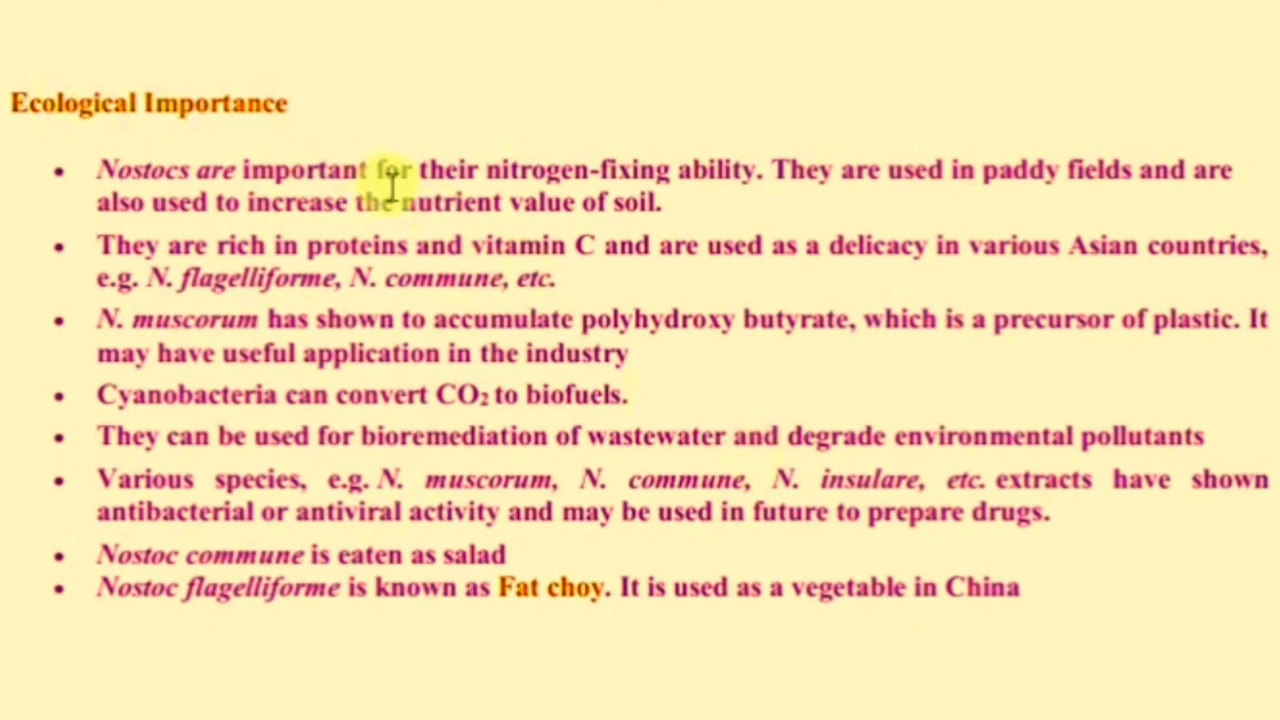 Ecological Importance
• Nostocs are important for their nitrogen-fixing ability. They are used in paddy fields and are
also used to increase the nutrient value of soil.
• They are rich in proteins and vitamin C and are used as a delicacy in various Asian countries,
e.g. N. flagelliforme, N. commune, etc.
• N. muscorum has shown to accumulate polyhydroxy butyrate, which is a precursor of plastic. It
may have useful application in the industry
• Cyanobacteria can convert CO₂ to biofuels.
• They can be used for bioremediation of wastewater and degrade environmental pollutants
• Various species, e.g. N. muscorum, N. commune, N. insulare, etc. extracts have shown
antibacterial or antiviral activity and may be used in future to prepare drugs.
• Nostoc commune is eaten as salad
• Nostoc flagelliforme is known as Fat choy. It is used as a vegetable in China